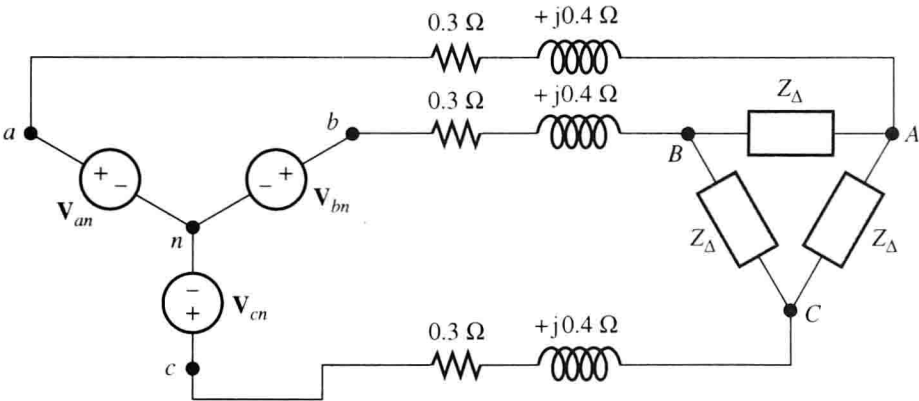 0.3 Ω
+j0.4 Ω
0.3 Ω
+j0.4 Ω
Z_Δ
a
b
B
A
+ −
− +
V_an
V_bn
n
Z_Δ
Z_Δ
−
+
V_cn
C
0.3 Ω
+j0.4 Ω
c